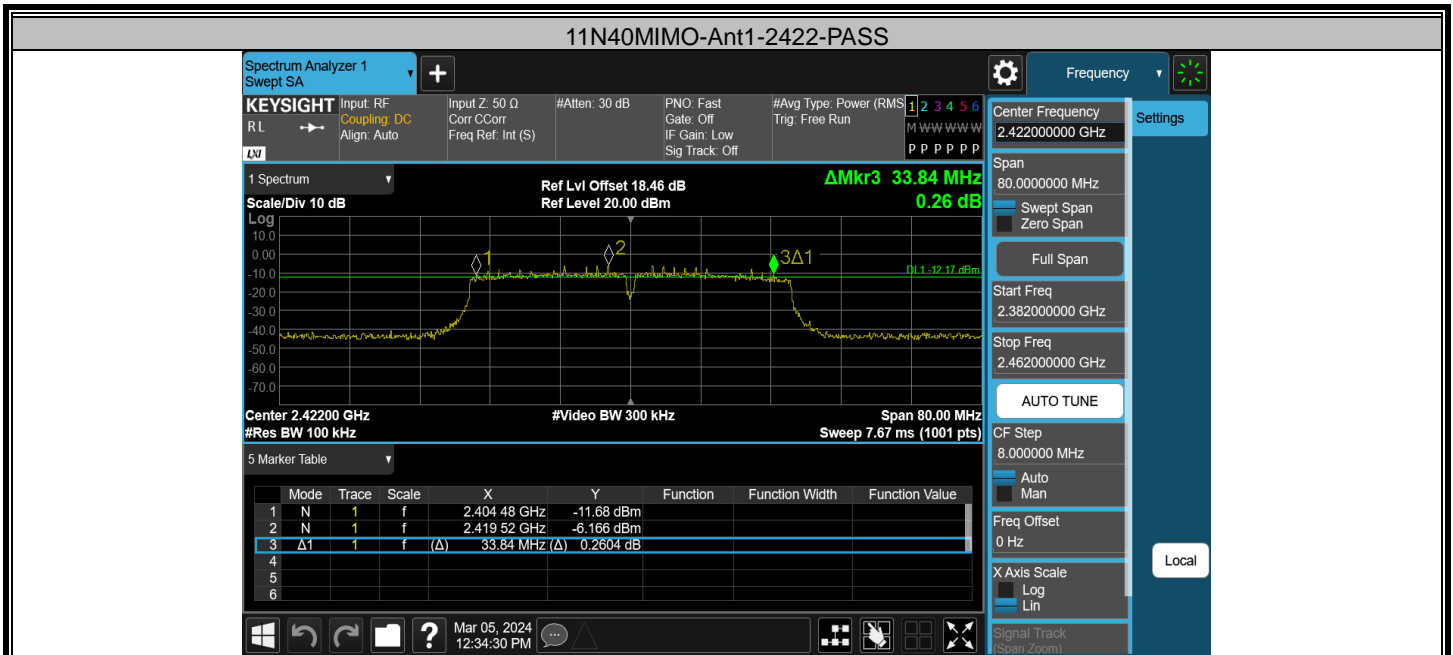 11N40MIMO-Ant1-2422-PASS
Spectrum Analyzer 1
Swept SA
+
Frequency
KEYSIGHT
RL
LXI
Input: RF
Coupling: DC
Align: Auto
Input Z: 50 Ω
Corr CCorr
Freq Ref: Int (S)
#Atten: 30 dB
PNO: Fast
Gate: Off
IF Gain: Low
Sig Track: Off
#Avg Type: Power (RMS
Trig: Free Run
1 2 3 4 5 6
M W W W W W
P P P P P P
1 Spectrum
Scale/Div 10 dB
Ref Lvl Offset 18.46 dB
Ref Level 20.00 dBm
ΔMkr3 33.84 MHz
0.26 dB
Log
10.0
0.00
-10.0
-20.0
-30.0
-40.0
-50.0
-60.0
-70.0
1
2
3Δ1
DL1 -12.17 dBm
Center 2.42200 GHz
#Video BW 300 kHz
Span 80.00 MHz
#Res BW 100 kHz
Sweep 7.67 ms (1001 pts)
5 Marker Table
Mode Trace Scale X Y Function Function Width Function Value
1 N 1 f 2.404 48 GHz -11.68 dBm
2 N 1 f 2.419 52 GHz -6.166 dBm
3 Δ1 1 f (Δ) 33.84 MHz (Δ) 0.2604 dB
4
5
6
?
Mar 05, 2024
12:34:30 PM
Center Frequency
2.422000000 GHz
Settings
Span
80.0000000 MHz
Swept Span
Zero Span
Full Span
Start Freq
2.382000000 GHz
Stop Freq
2.462000000 GHz
AUTO TUNE
CF Step
8.000000 MHz
Auto
Man
Freq Offset
0 Hz
X Axis Scale
Log
Lin
Signal Track
(Span Zoom)
Local